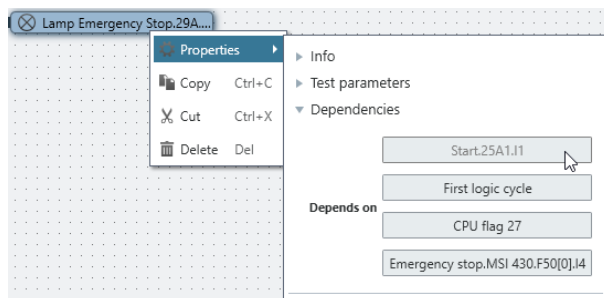 Lamp Emergency Stop.29A....
Properties
Copy Ctrl+C
Cut Ctrl+X
Delete Del
Info
Test parameters
Dependencies
Depends on
Start.25A1.I1
First logic cycle
CPU flag 27
Emergency stop.MSI 430.F50[0].I4